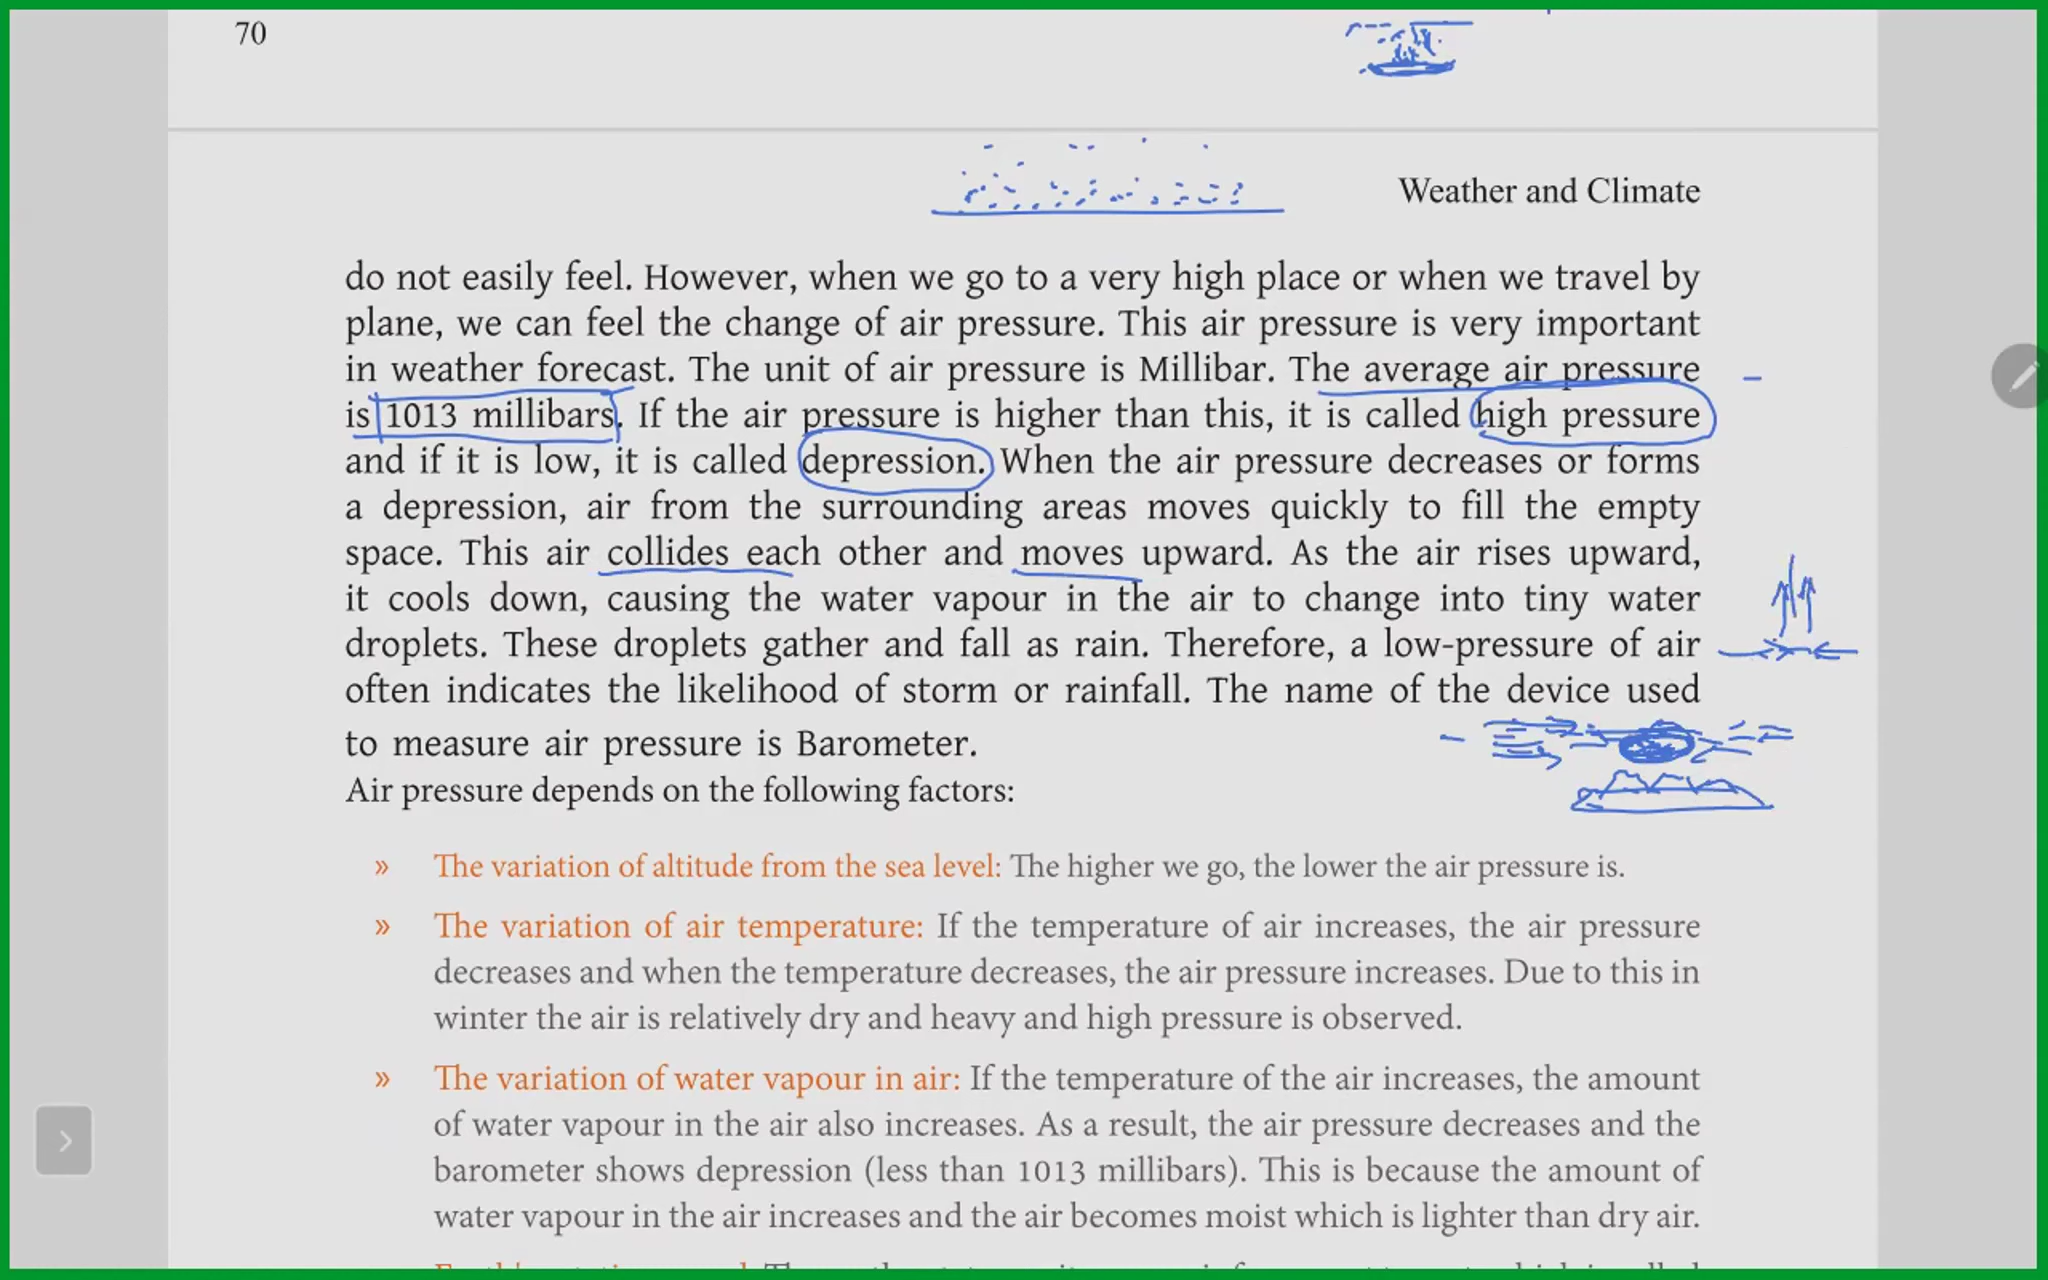 70
Weather and Climate
do not easily feel. However, when we go to a very high place or when we travel by
plane, we can feel the change of air pressure. This air pressure is very important
in weather forecast. The unit of air pressure is Millibar. The average air pressure
is 1013 millibars. If the air pressure is higher than this, it is called high pressure
and if it is low, it is called depression. When the air pressure decreases or forms
a depression, air from the surrounding areas moves quickly to fill the empty
space. This air collides each other and moves upward. As the air rises upward,
it cools down, causing the water vapour in the air to change into tiny water
droplets. These droplets gather and fall as rain. Therefore, a low-pressure of air
often indicates the likelihood of storm or rainfall. The name of the device used
to measure air pressure is Barometer.
Air pressure depends on the following factors:
» The variation of altitude from the sea level: The higher we go, the lower the air pressure is.
» The variation of air temperature: If the temperature of air increases, the air pressure
decreases and when the temperature decreases, the air pressure increases. Due to this in
winter the air is relatively dry and heavy and high pressure is observed.
» The variation of water vapour in air: If the temperature of the air increases, the amount
of water vapour in the air also increases. As a result, the air pressure decreases and the
barometer shows depression (less than 1013 millibars). This is because the amount of
water vapour in the air increases and the air becomes moist which is lighter than dry air.